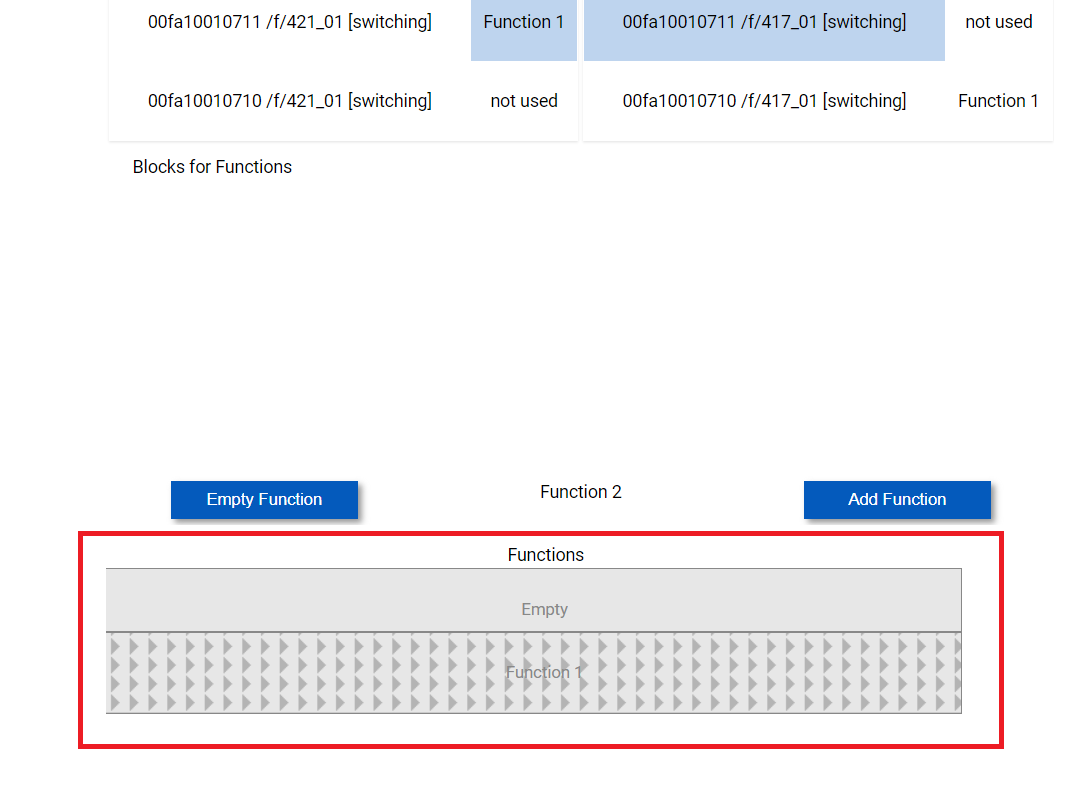 00fa10010711 /f/421_01 [switching] Function 1 00fa10010711 /f/417_01 [switching] not used
00fa10010710 /f/421_01 [switching] not used 00fa10010710 /f/417_01 [switching] Function 1
Blocks for Functions
Empty Function Function 2 Add Function
Functions
Empty
Function 1